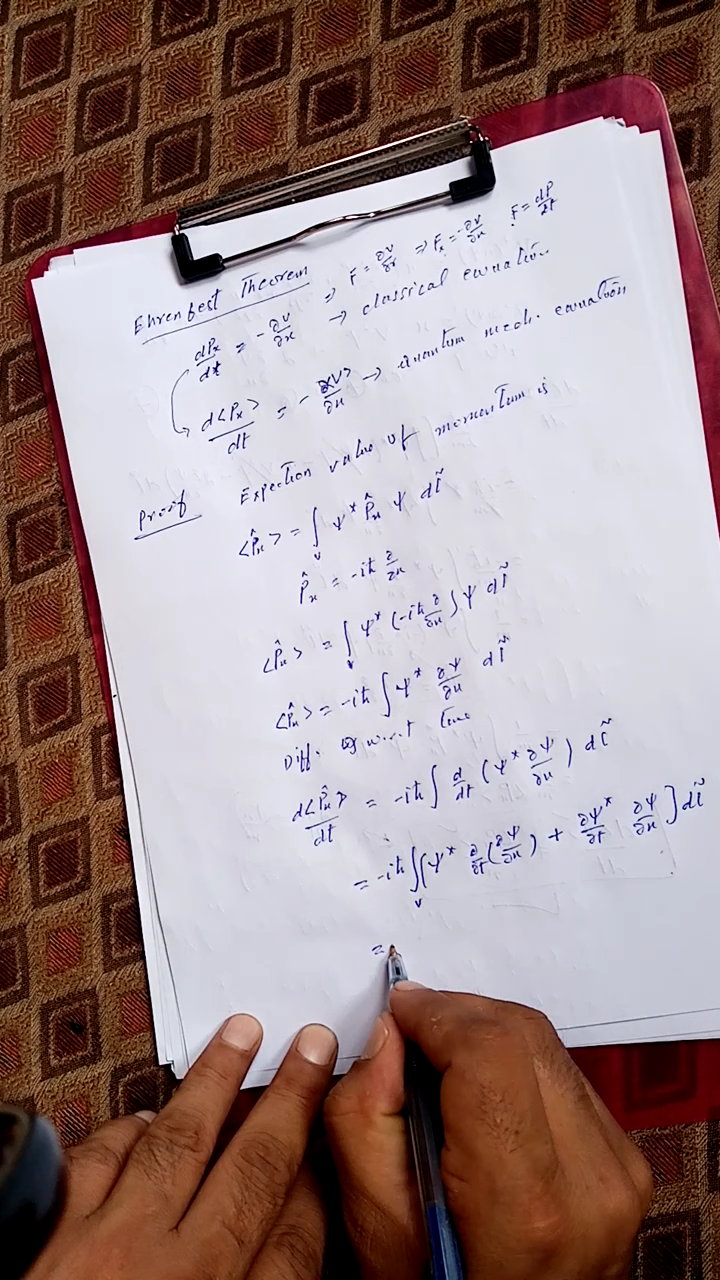 Ehrenfest Theorem ⇒ F = ∂V/∂r ⇒ Fₓ = -∂V/∂x F = dP/dt
dPₓ/dt = -∂V/∂x → classical equation
d<Pₓ>/dt = - ∂<V>/∂x → Quantum mech. equation
Proof Expection value of momentum is
<P̂ₓ> = ∫ᵥ ψ* P̂ₓ ψ dτ̃
P̂ₓ = -iħ ∂/∂x
<P̂ₓ> = ∫ᵥ ψ* (-iħ ∂/∂x) ψ dτ̃
<P̂ₓ> = -iħ ∫ ψ* ∂ψ/∂x dτ̃
Diff. w.r.t time
d<P̂ₓ>/dt = -iħ ∫ d/dt (ψ* ∂ψ/∂x) dτ̃
= -iħ ∫ᵥ [ψ* ∂/∂t (∂ψ/∂x) + ∂ψ*/∂t ∂ψ/∂x] dτ̃
=